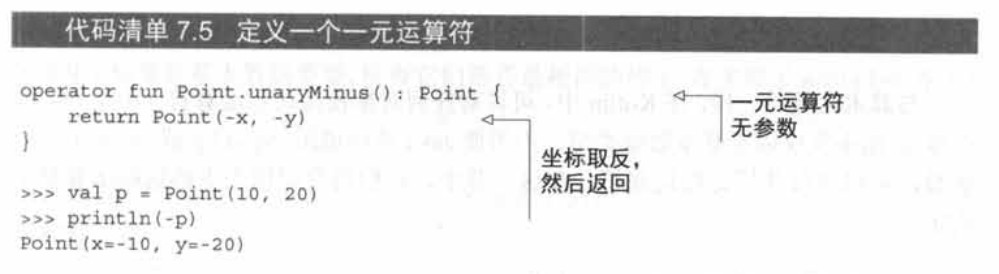 代码清单 7.5 定义一个一元运算符
operator fun Point.unaryMinus(): Point {
一元运算符
无参数
return Point(-x, -y)
}
坐标取反，
然后返回
>>> val p = Point(10, 20)
>>> println(-p)
Point(x=-10, y=-20)